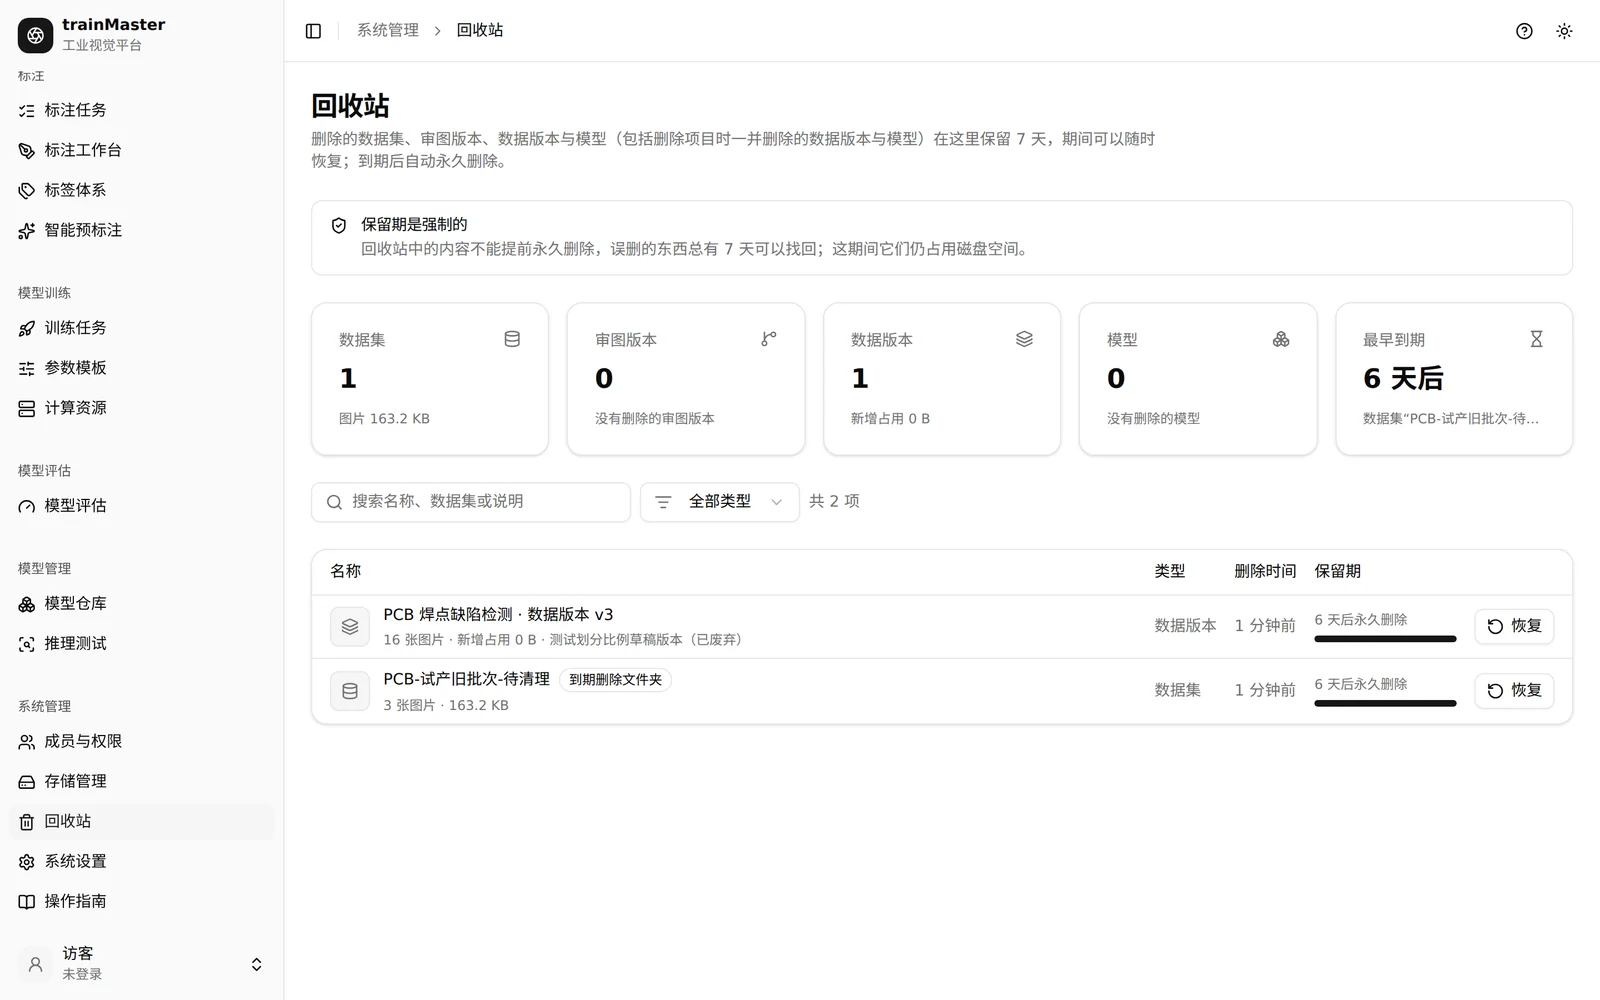 trainMaster
工业视觉平台
标注
标注任务
标注工作台
标签体系
智能预标注
模型训练
训练任务
参数模板
计算资源
模型评估
模型评估
模型管理
模型仓库
推理测试
系统管理
成员与权限
存储管理
回收站
系统设置
操作指南
访客
未登录
系统管理 > 回收站
回收站
删除的数据集、审图版本、数据版本与模型（包括删除项目时一并删除的数据版本与模型）在这里保留 7 天，期间可以随时
恢复；到期后自动永久删除。
保留期是强制的
回收站中的内容不能提前永久删除，误删的东西总有 7 天可以找回；这期间它们仍占用磁盘空间。
数据集
1
图片 163.2 KB
审图版本
0
没有删除的审图版本
数据版本
1
新增占用 0 B
模型
0
没有删除的模型
最早到期
6 天后
数据集“PCB-试产旧批次-待…
搜索名称、数据集或说明
全部类型
共 2 项
名称 类型 删除时间 保留期
PCB 焊点缺陷检测 · 数据版本 v3
16 张图片 · 新增占用 0 B · 测试划分比例草稿版本（已废弃）
数据版本 1 分钟前 6 天后永久删除 恢复
PCB-试产旧批次-待清理 到期删除文件夹
3 张图片 · 163.2 KB
数据集 1 分钟前 6 天后永久删除 恢复